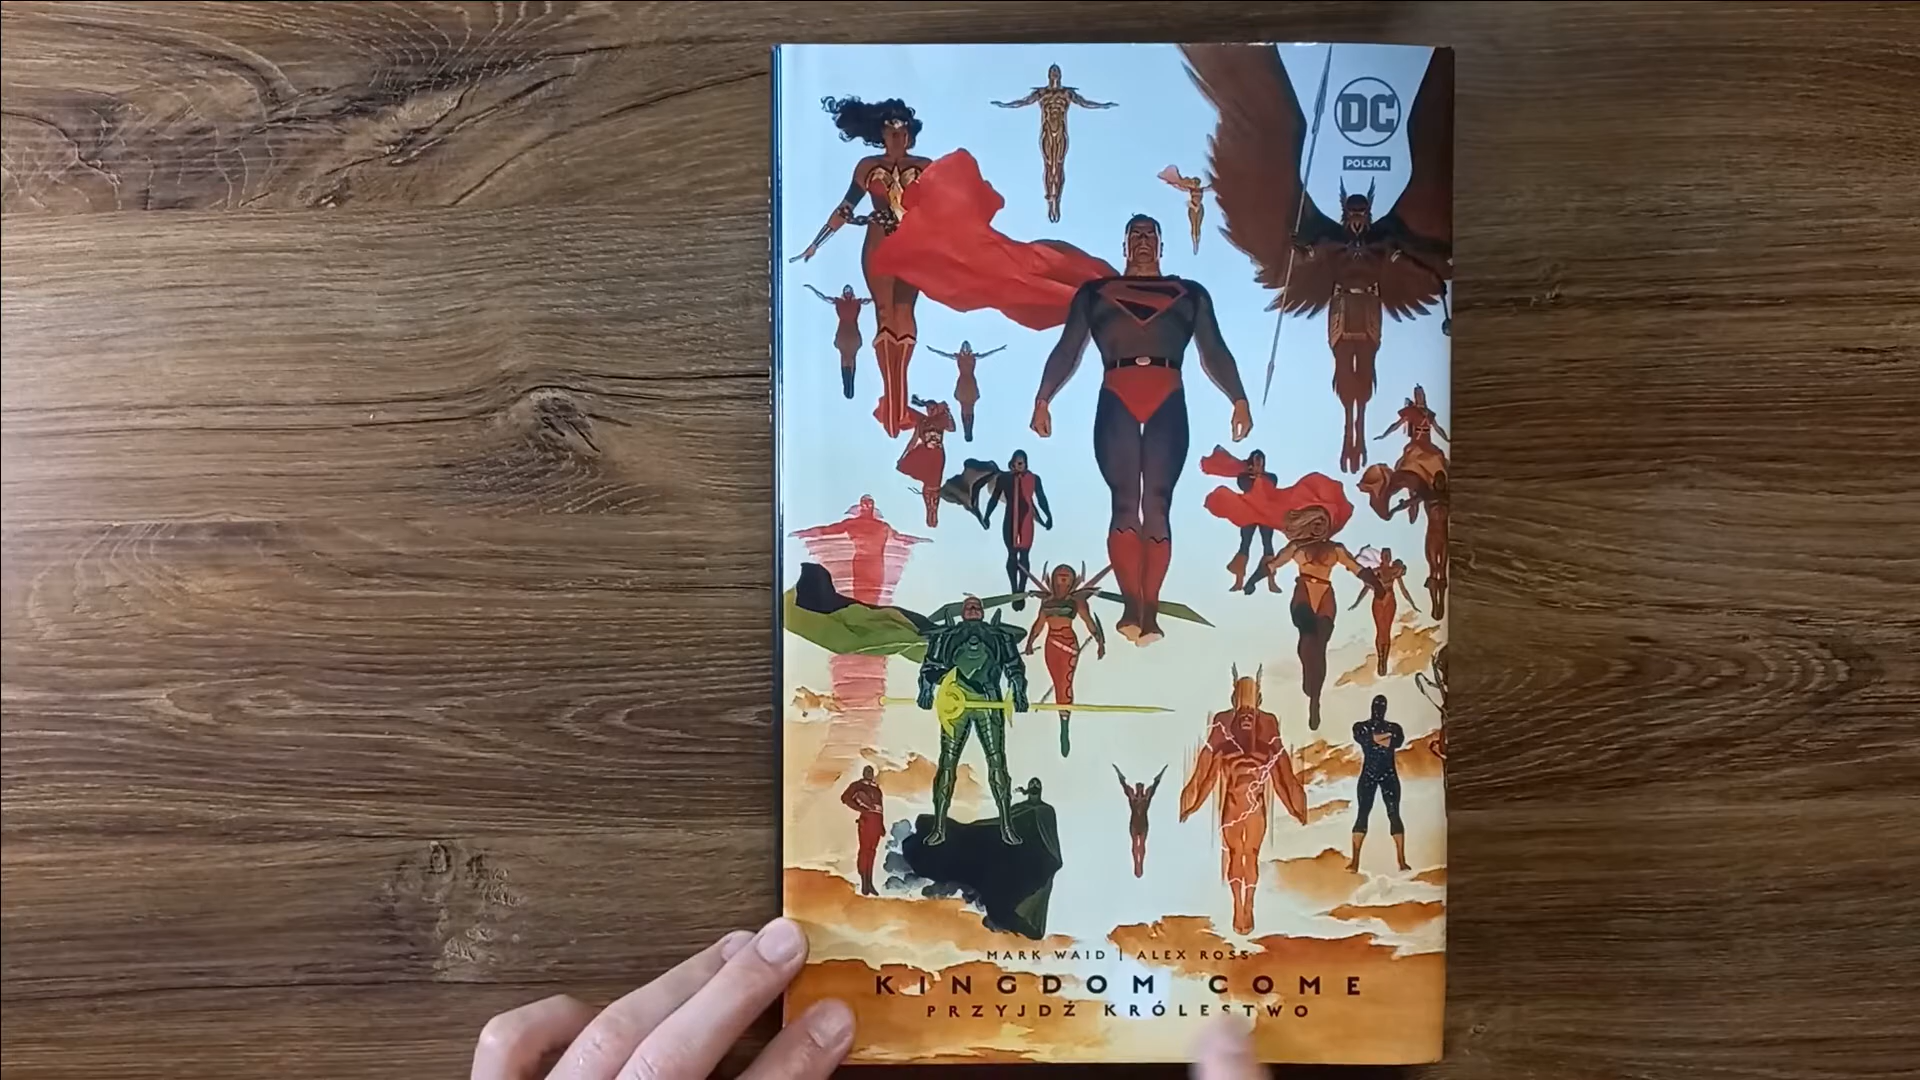 DC
POLSKA
MARK WAID | ALEX ROSS
KINGDOM COME
PRZYJDŹ KRÓLESTWO